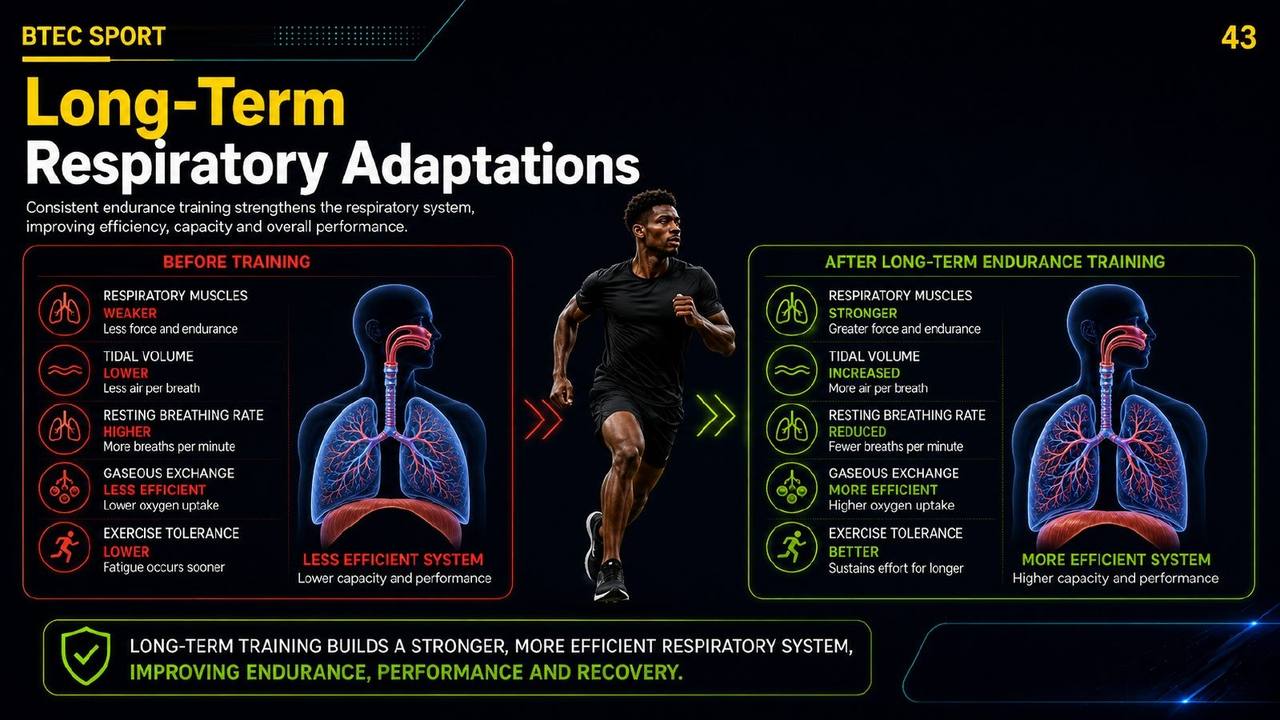 BTEC SPORT
43
Long-Term
Respiratory Adaptations
Consistent endurance training strengthens the respiratory system,
improving efficiency, capacity and overall performance.
BEFORE TRAINING
RESPIRATORY MUSCLES
WEAKER
Less force and endurance
TIDAL VOLUME
LOWER
Less air per breath
RESTING BREATHING RATE
HIGHER
More breaths per minute
GASEOUS EXCHANGE
LESS EFFICIENT
Lower oxygen uptake
EXERCISE TOLERANCE
LOWER
Fatigue occurs sooner
LESS EFFICIENT SYSTEM
Lower capacity and performance
AFTER LONG-TERM ENDURANCE TRAINING
RESPIRATORY MUSCLES
STRONGER
Greater force and endurance
TIDAL VOLUME
INCREASED
More air per breath
RESTING BREATHING RATE
REDUCED
Fewer breaths per minute
GASEOUS EXCHANGE
MORE EFFICIENT
Higher oxygen uptake
EXERCISE TOLERANCE
BETTER
Sustains effort for longer
MORE EFFICIENT SYSTEM
Higher capacity and performance
LONG-TERM TRAINING BUILDS A STRONGER, MORE EFFICIENT RESPIRATORY SYSTEM,
IMPROVING ENDURANCE, PERFORMANCE AND RECOVERY.